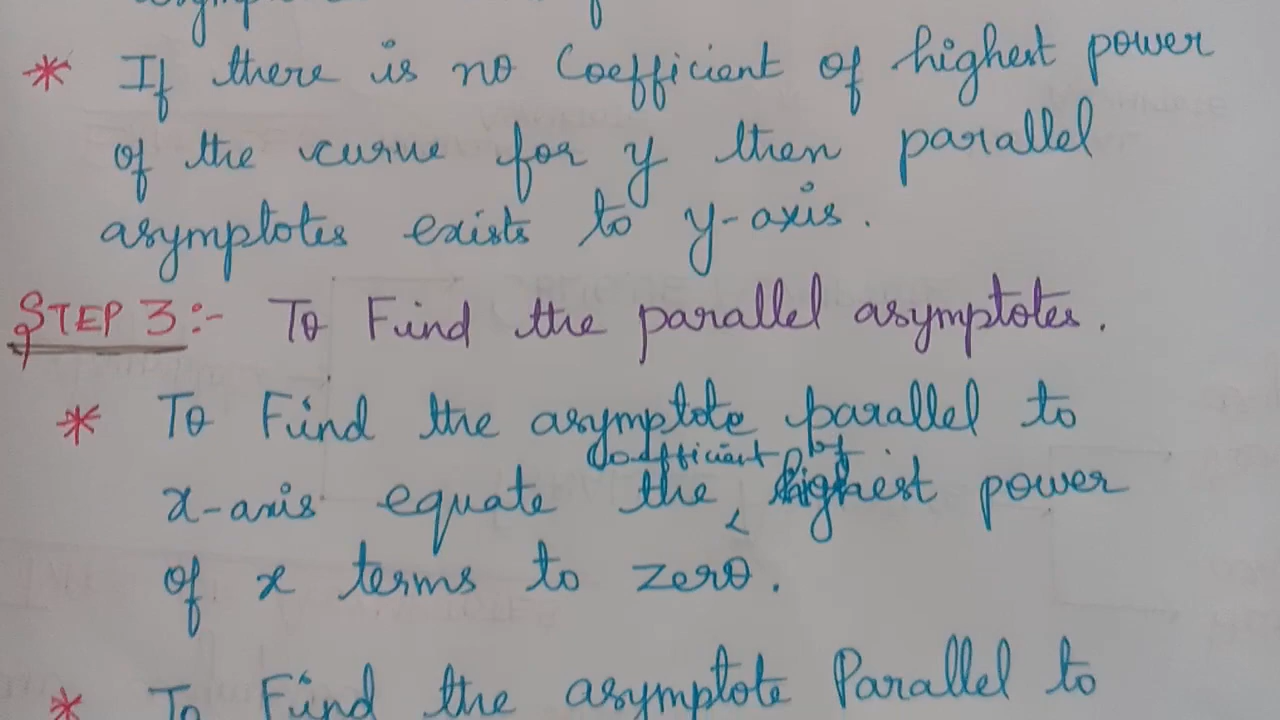 * If there is no Coefficient of highest power
of the curve for y then parallel
asymptotes exists to y-axis.
STEP 3:- To Find the parallel asymptotes.
* To Find the asymptote parallel to
Coefficient of
x-axis equate the < highest power
of x terms to zero.
* To Find the asymptote Parallel to